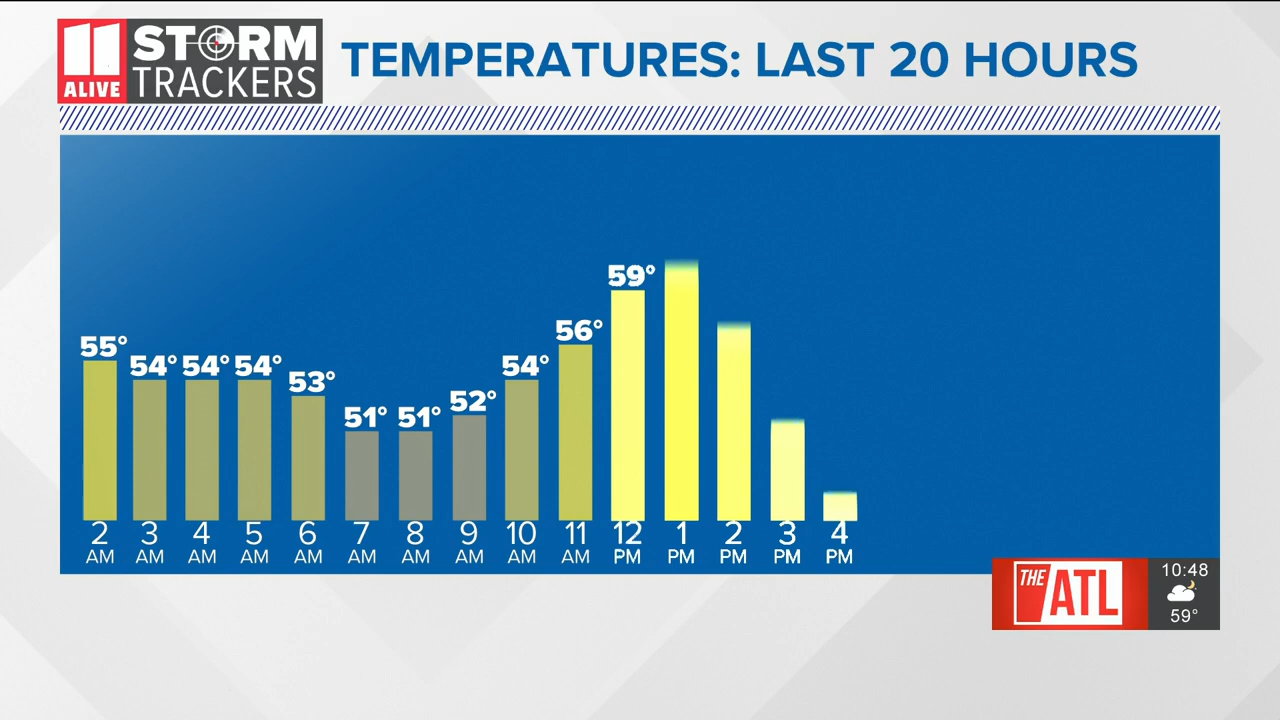 11 ALIVE
STORM
TRACKERS
TEMPERATURES: LAST 20 HOURS
55° 54° 54° 54° 53° 51° 51° 52° 54° 56° 59°
2 3 4 5 6 7 8 9 10 11 12 1 2 3 4
AM AM AM AM AM AM AM AM AM AM PM PM PM PM PM
THE ATL
10:48
59°